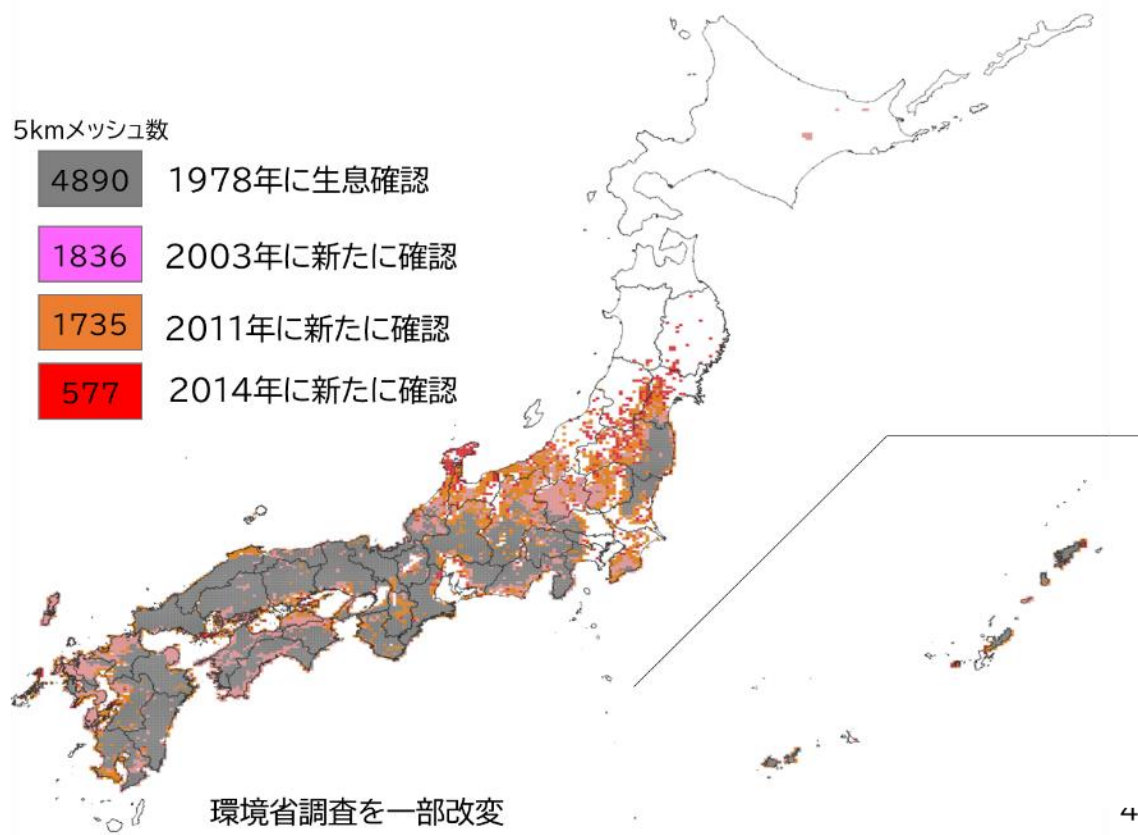 5kmメッシュ数
4890 1978年に生息確認
1836 2003年に新たに確認
1735 2011年に新たに確認
577 2014年に新たに確認
環境省調査を一部改変
4